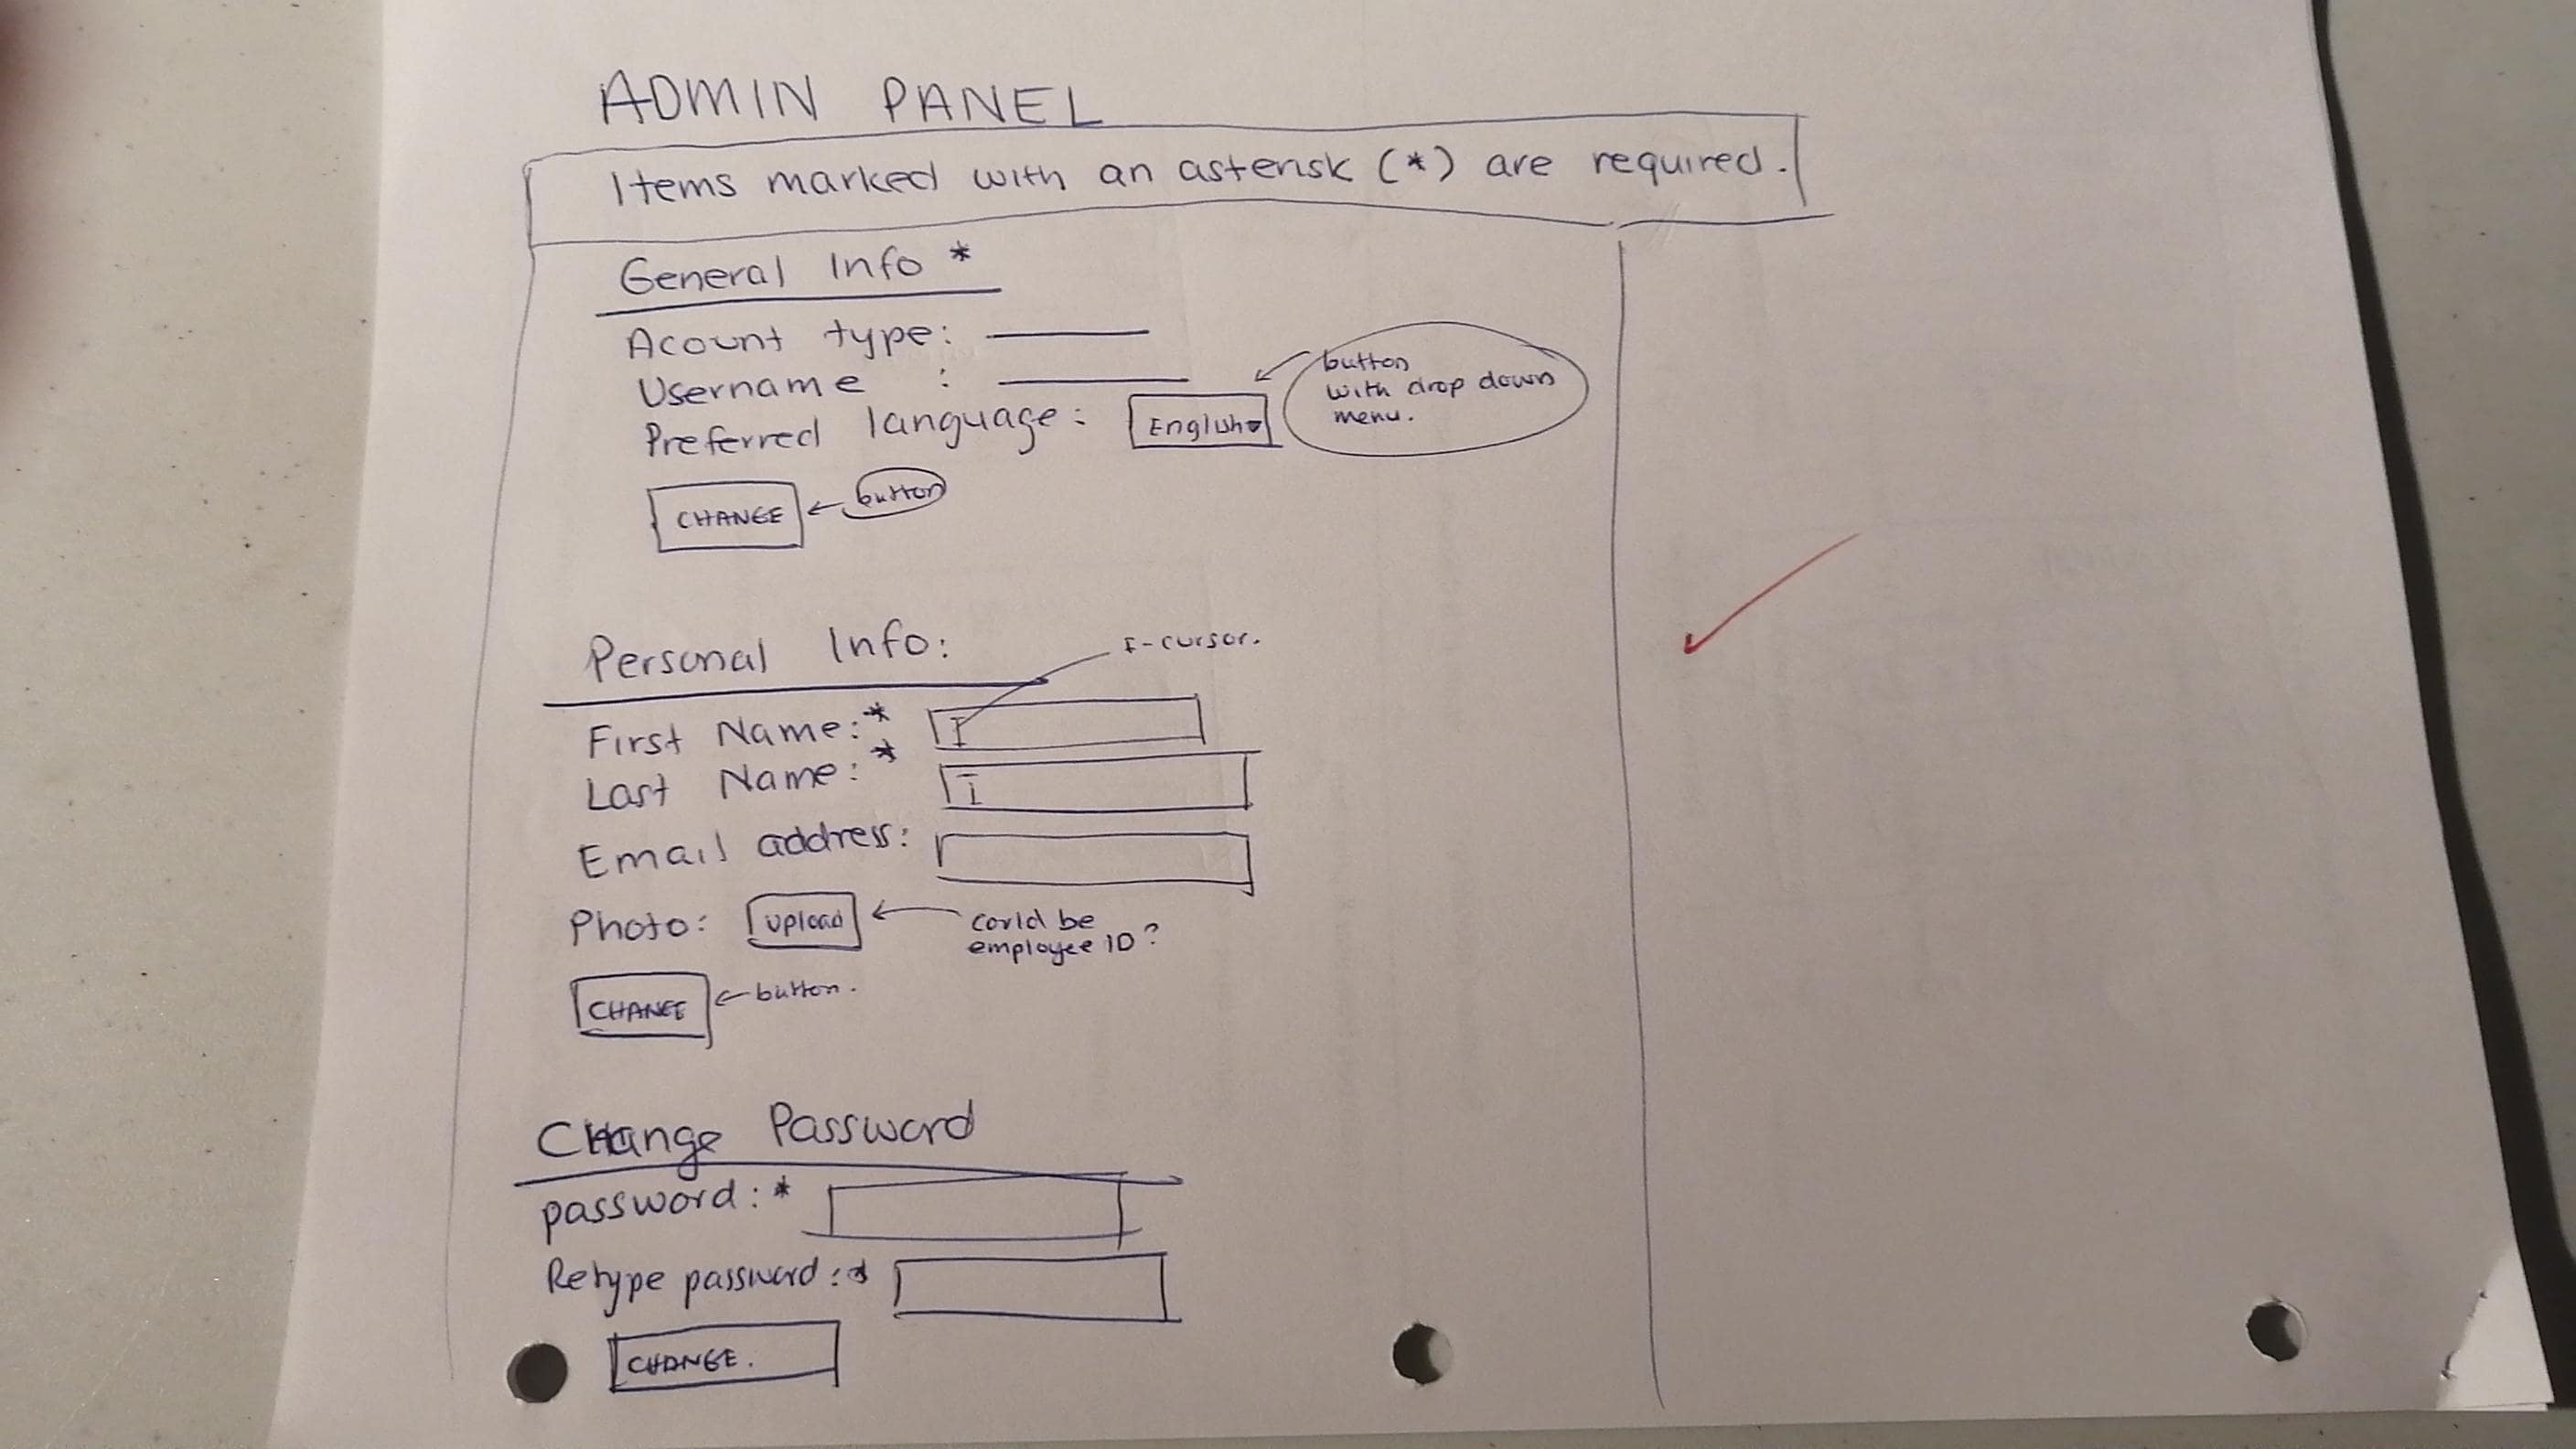 ADMIN PANEL
Items marked with an asterisk (*) are required.
General Info *
Acount type:
Username :
button
with drop down
menu.
Preferred language: English
CHANGE button
Personal Info:
I-cursor.
First Name:* I
Last Name:* I
Email address:
Photo: upload
could be
employee ID?
CHANGE button.
Change Password
password:*
Retype password:*
CHANGE.